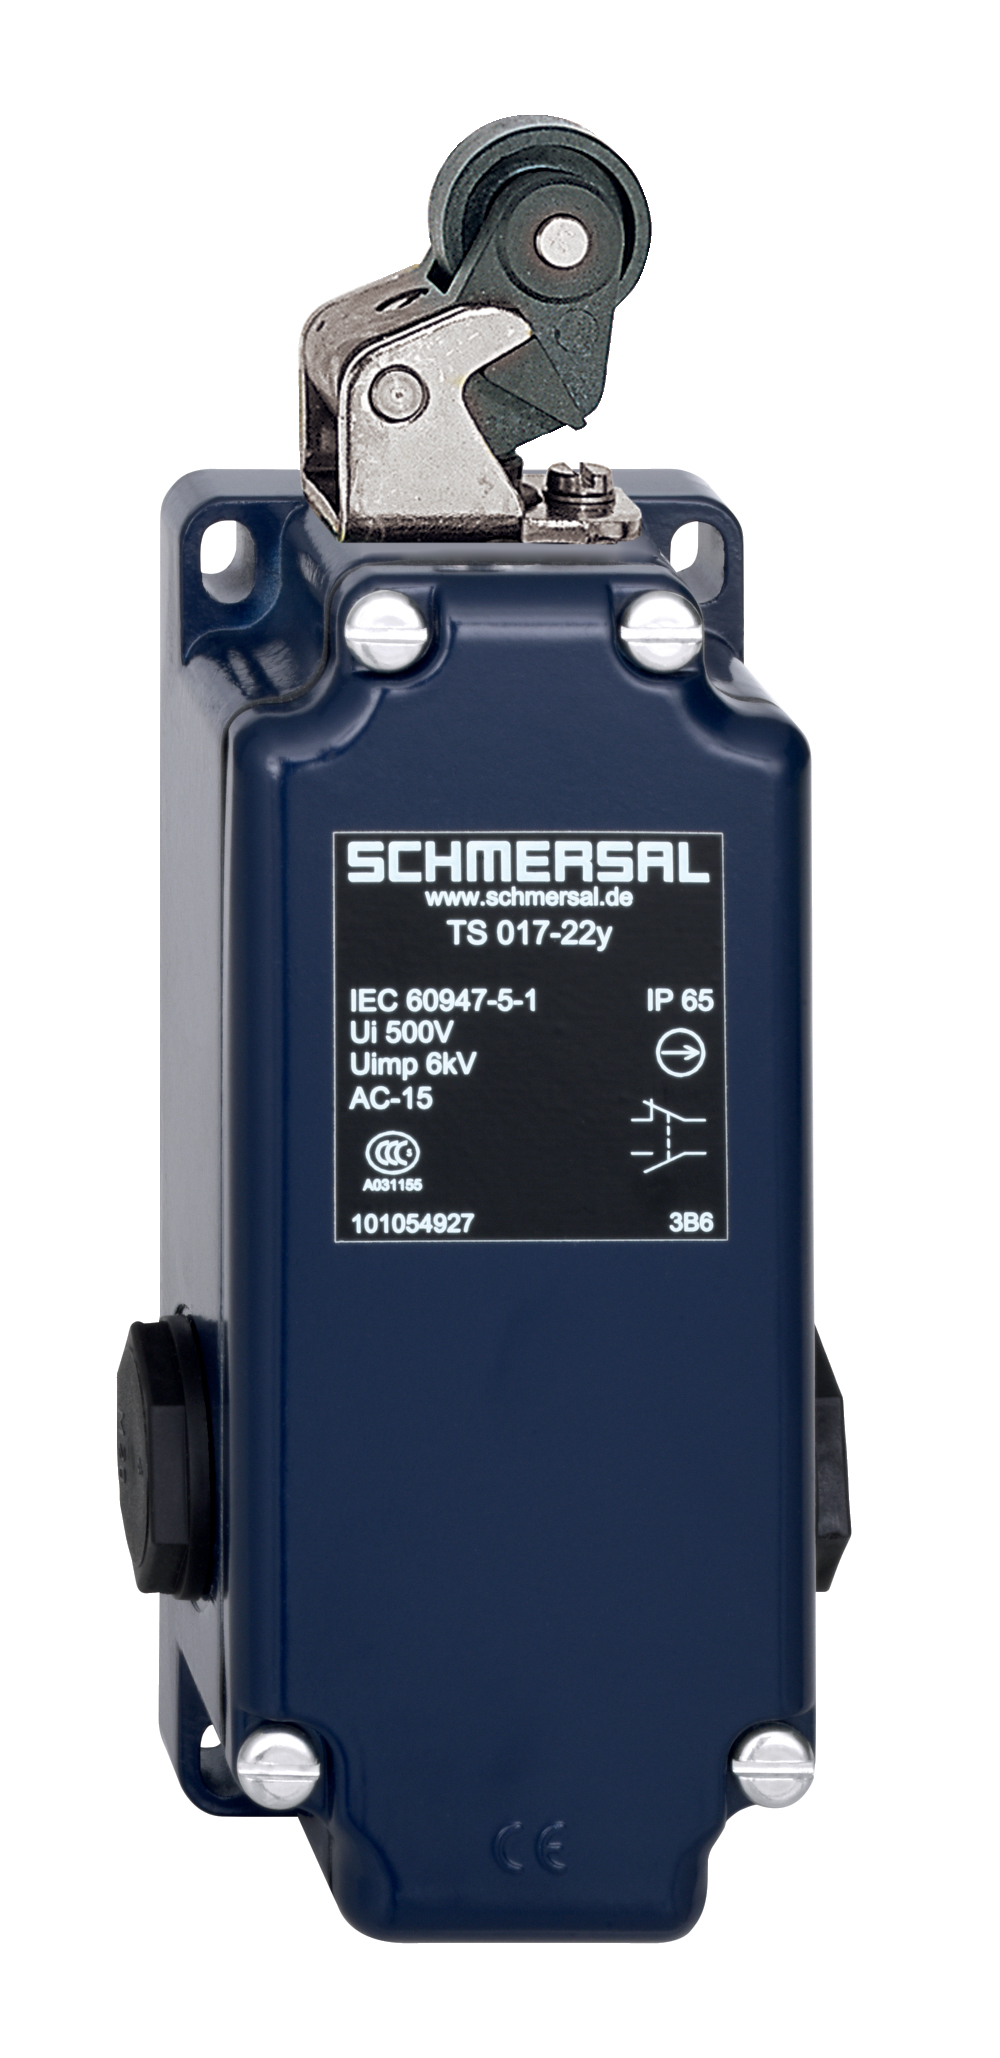 SCHMERSAL
www.schmersal.de
TS 017-22y
IEC 60947-5-1 IP 65
Ui 500V
Uimp 6kV
AC-15
CCC S
A031155
101054927 3B6
CE